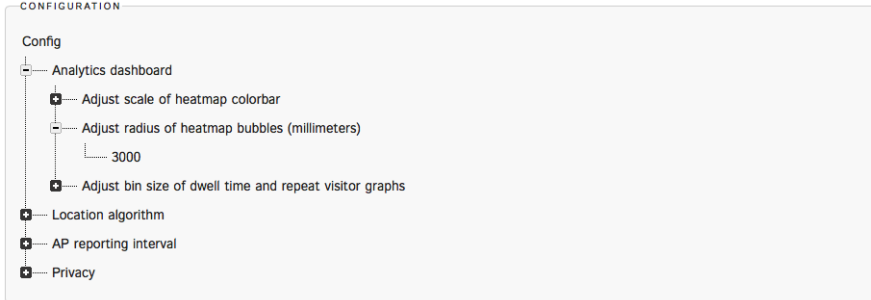 CONFIGURATION
Config
Analytics dashboard
Adjust scale of heatmap colorbar
Adjust radius of heatmap bubbles (millimeters)
3000
Adjust bin size of dwell time and repeat visitor graphs
Location algorithm
AP reporting interval
Privacy